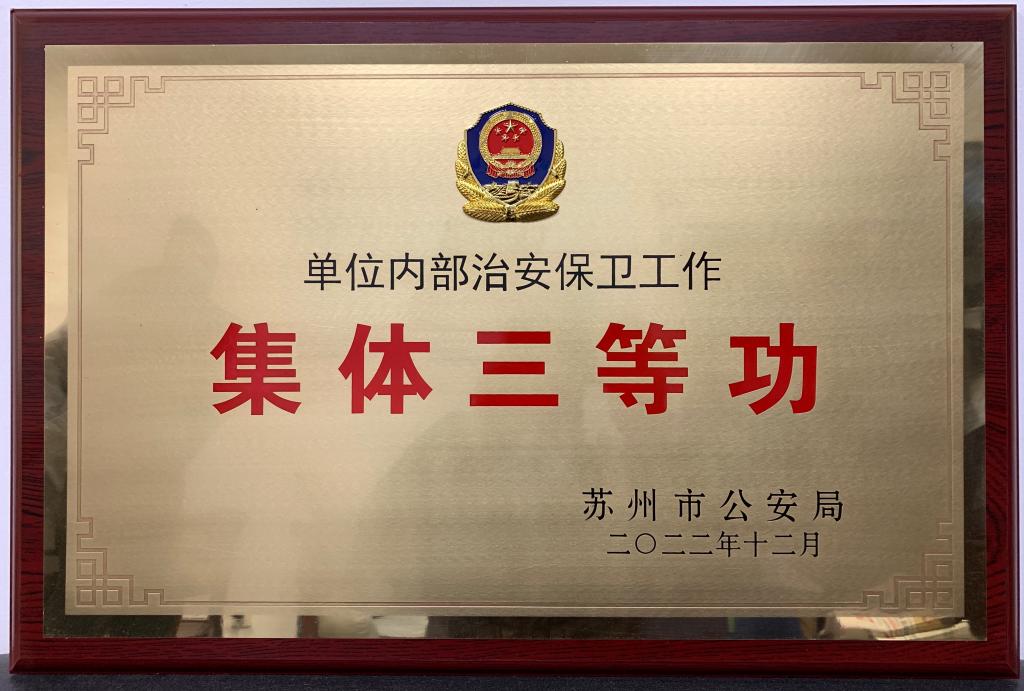 单位内部治安保卫工作
集体三等功
苏州市公安局
二〇二二年十二月